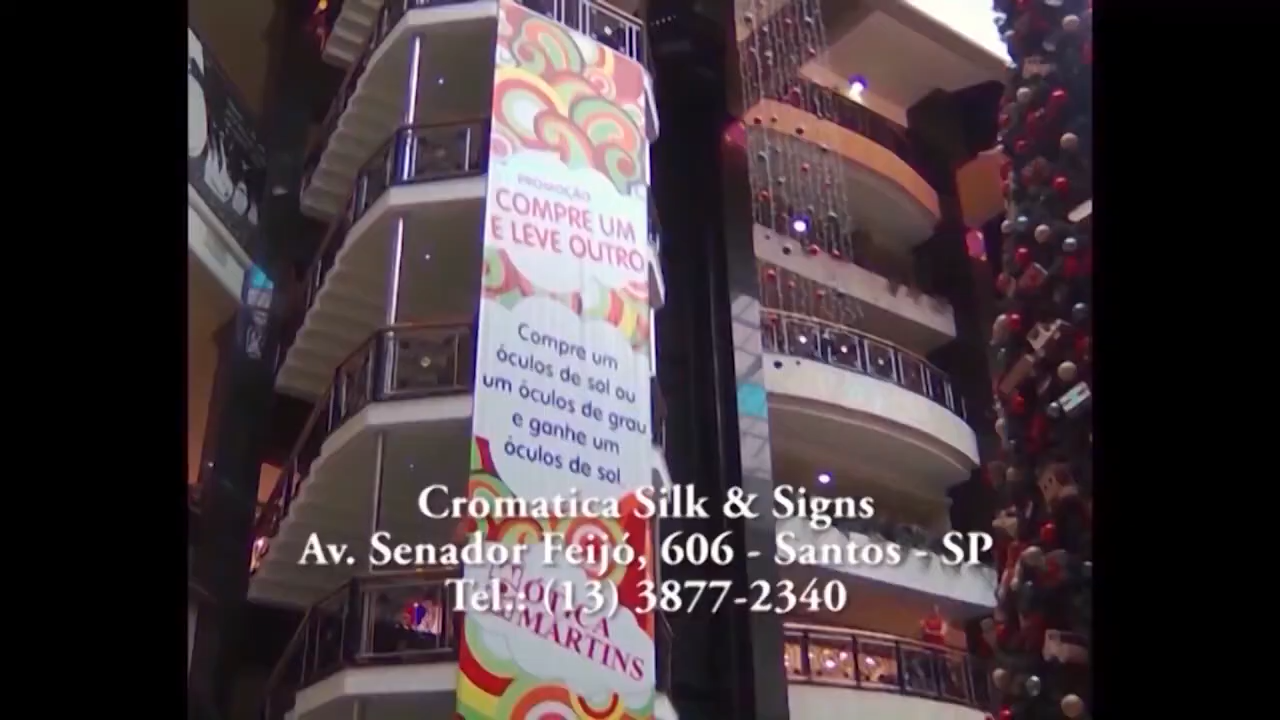 PROMOÇÃO
COMPRE UM
E LEVE OUTRO
Compre um
óculos de sol ou
um óculos de grau
e ganhe um
óculos de sol
Cromatica Silk & Signs
Av. Senador Feijó, 606 - Santos - SP
Tel.: (13) 3877-2340
ÓTICA
MARTINS